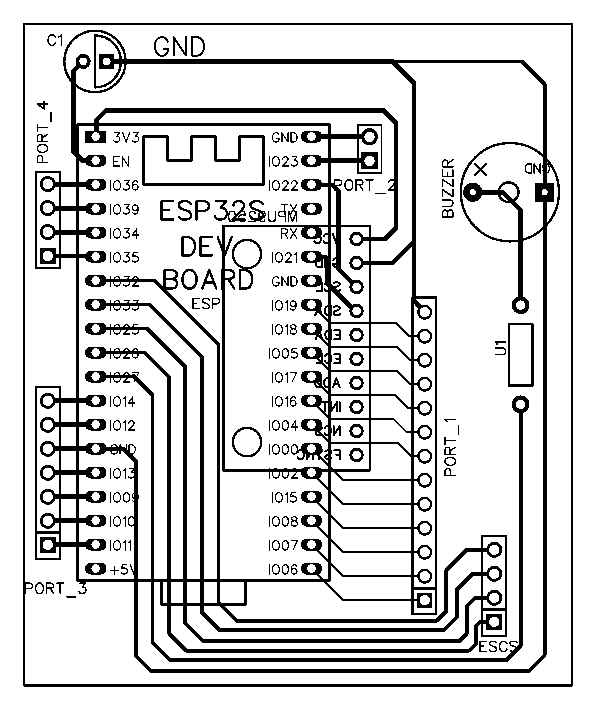 C1
GND
PORT_4
3V3
EN
IO36
IO39
IO34
IO35
IO32
IO33
IO25
IO26
IO27
IO14
IO12
GND
IO13
IO09
IO10
IO11
+5V
PORT_3
ESP32S
DEV
BOARD
ESP
GND
IO23
IO22
TX
RX
IO21
GND
IO19
IO18
IO05
IO17
IO16
IO04
IO00
IO02
IO15
IO08
IO07
IO06
PORT_2
VCC
GND
SCL
SDA
EDA
ECL
ADD
INT
NCS
FSYNC
PORT_1
BUZZER
GND
U1
ESCS